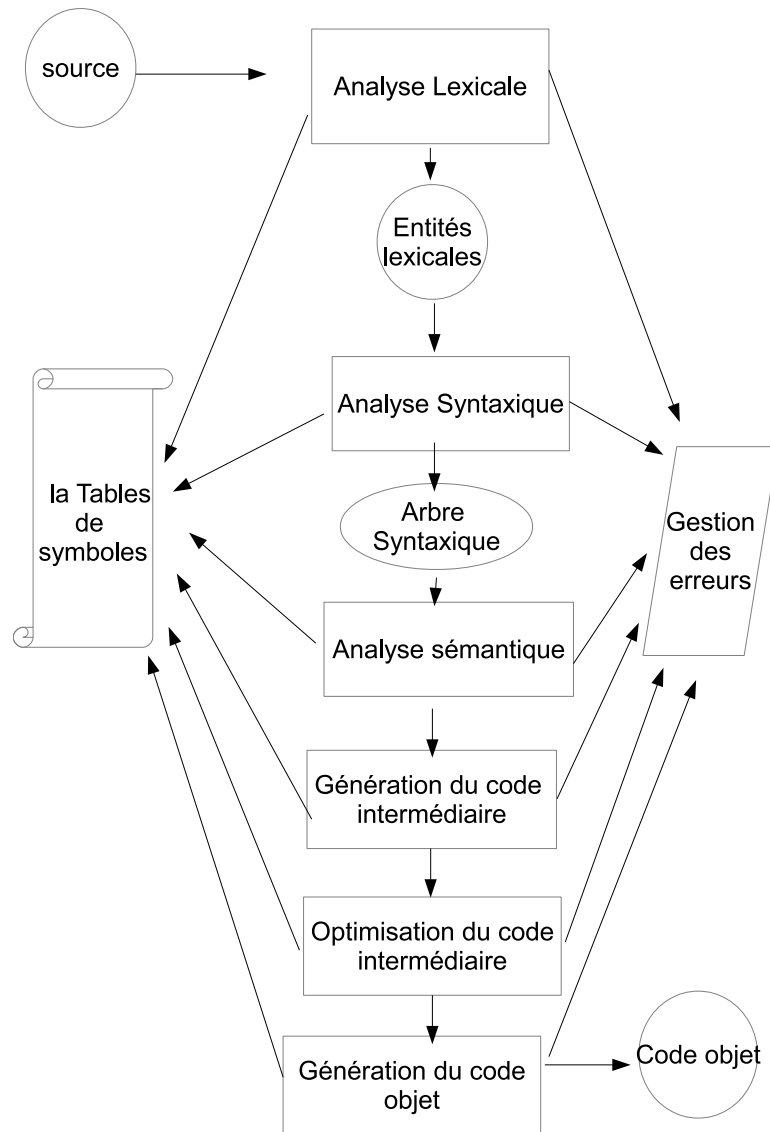 source
Analyse Lexicale
Entités
lexicales
Analyse Syntaxique
la Tables
de
symboles
Arbre
Syntaxique
Gestion
des
erreurs
Analyse sémantique
Génération du code
intermédiaire
Optimisation du code
intermédiaire
Génération du code
objet
Code objet